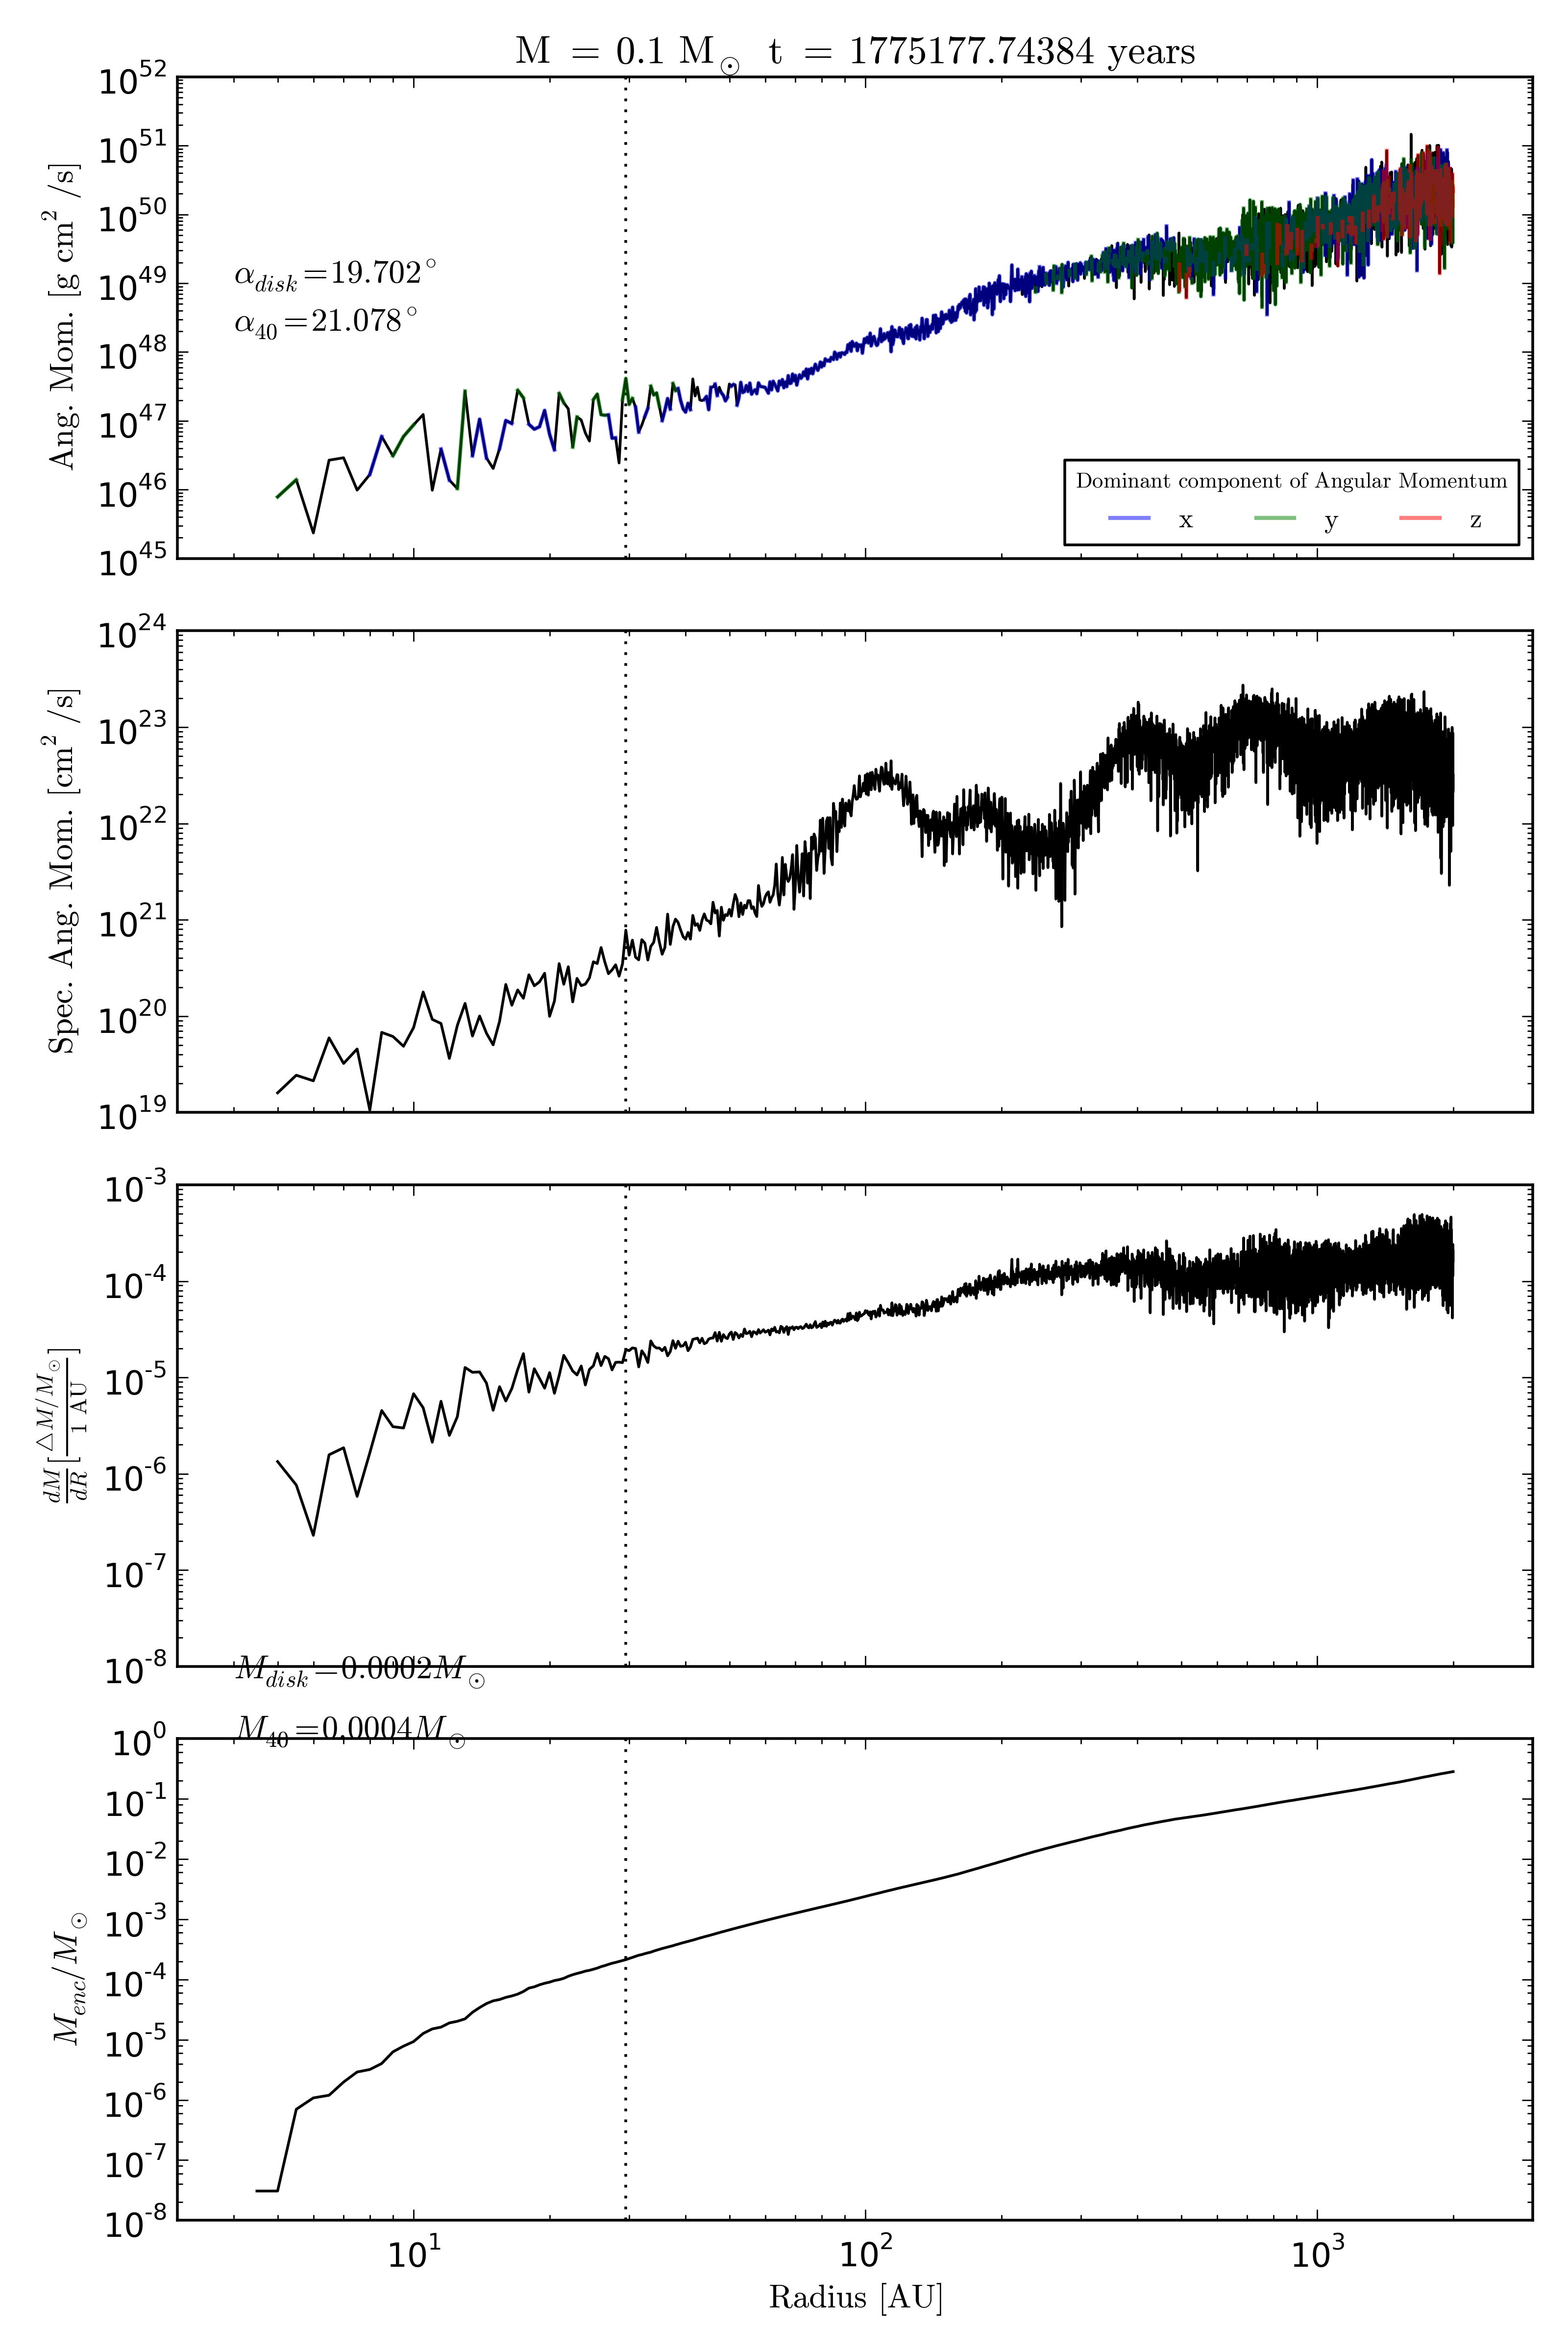 M = 0.1 M⊙ t = 1775177.74384 years
10^52
10^51
10^50
10^49
10^48
10^47
10^46
10^45
Ang. Mom. [g cm^2 /s]
α_disk=19.702°
α_40=21.078°
Dominant component of Angular Momentum
x y z
10^24
10^23
10^22
10^21
10^20
10^19
Spec. Ang. Mom. [cm^2 /s]
10^-3
10^-4
10^-5
10^-6
10^-7
10^-8
dM/dR [△M/M⊙ / 1 AU]
M_disk=0.0002M⊙
M_40=0.0004M⊙
10^0
10^-1
10^-2
10^-3
10^-4
10^-5
10^-6
10^-7
10^-8
M_enc/M⊙
10^1 10^2 10^3
Radius [AU]